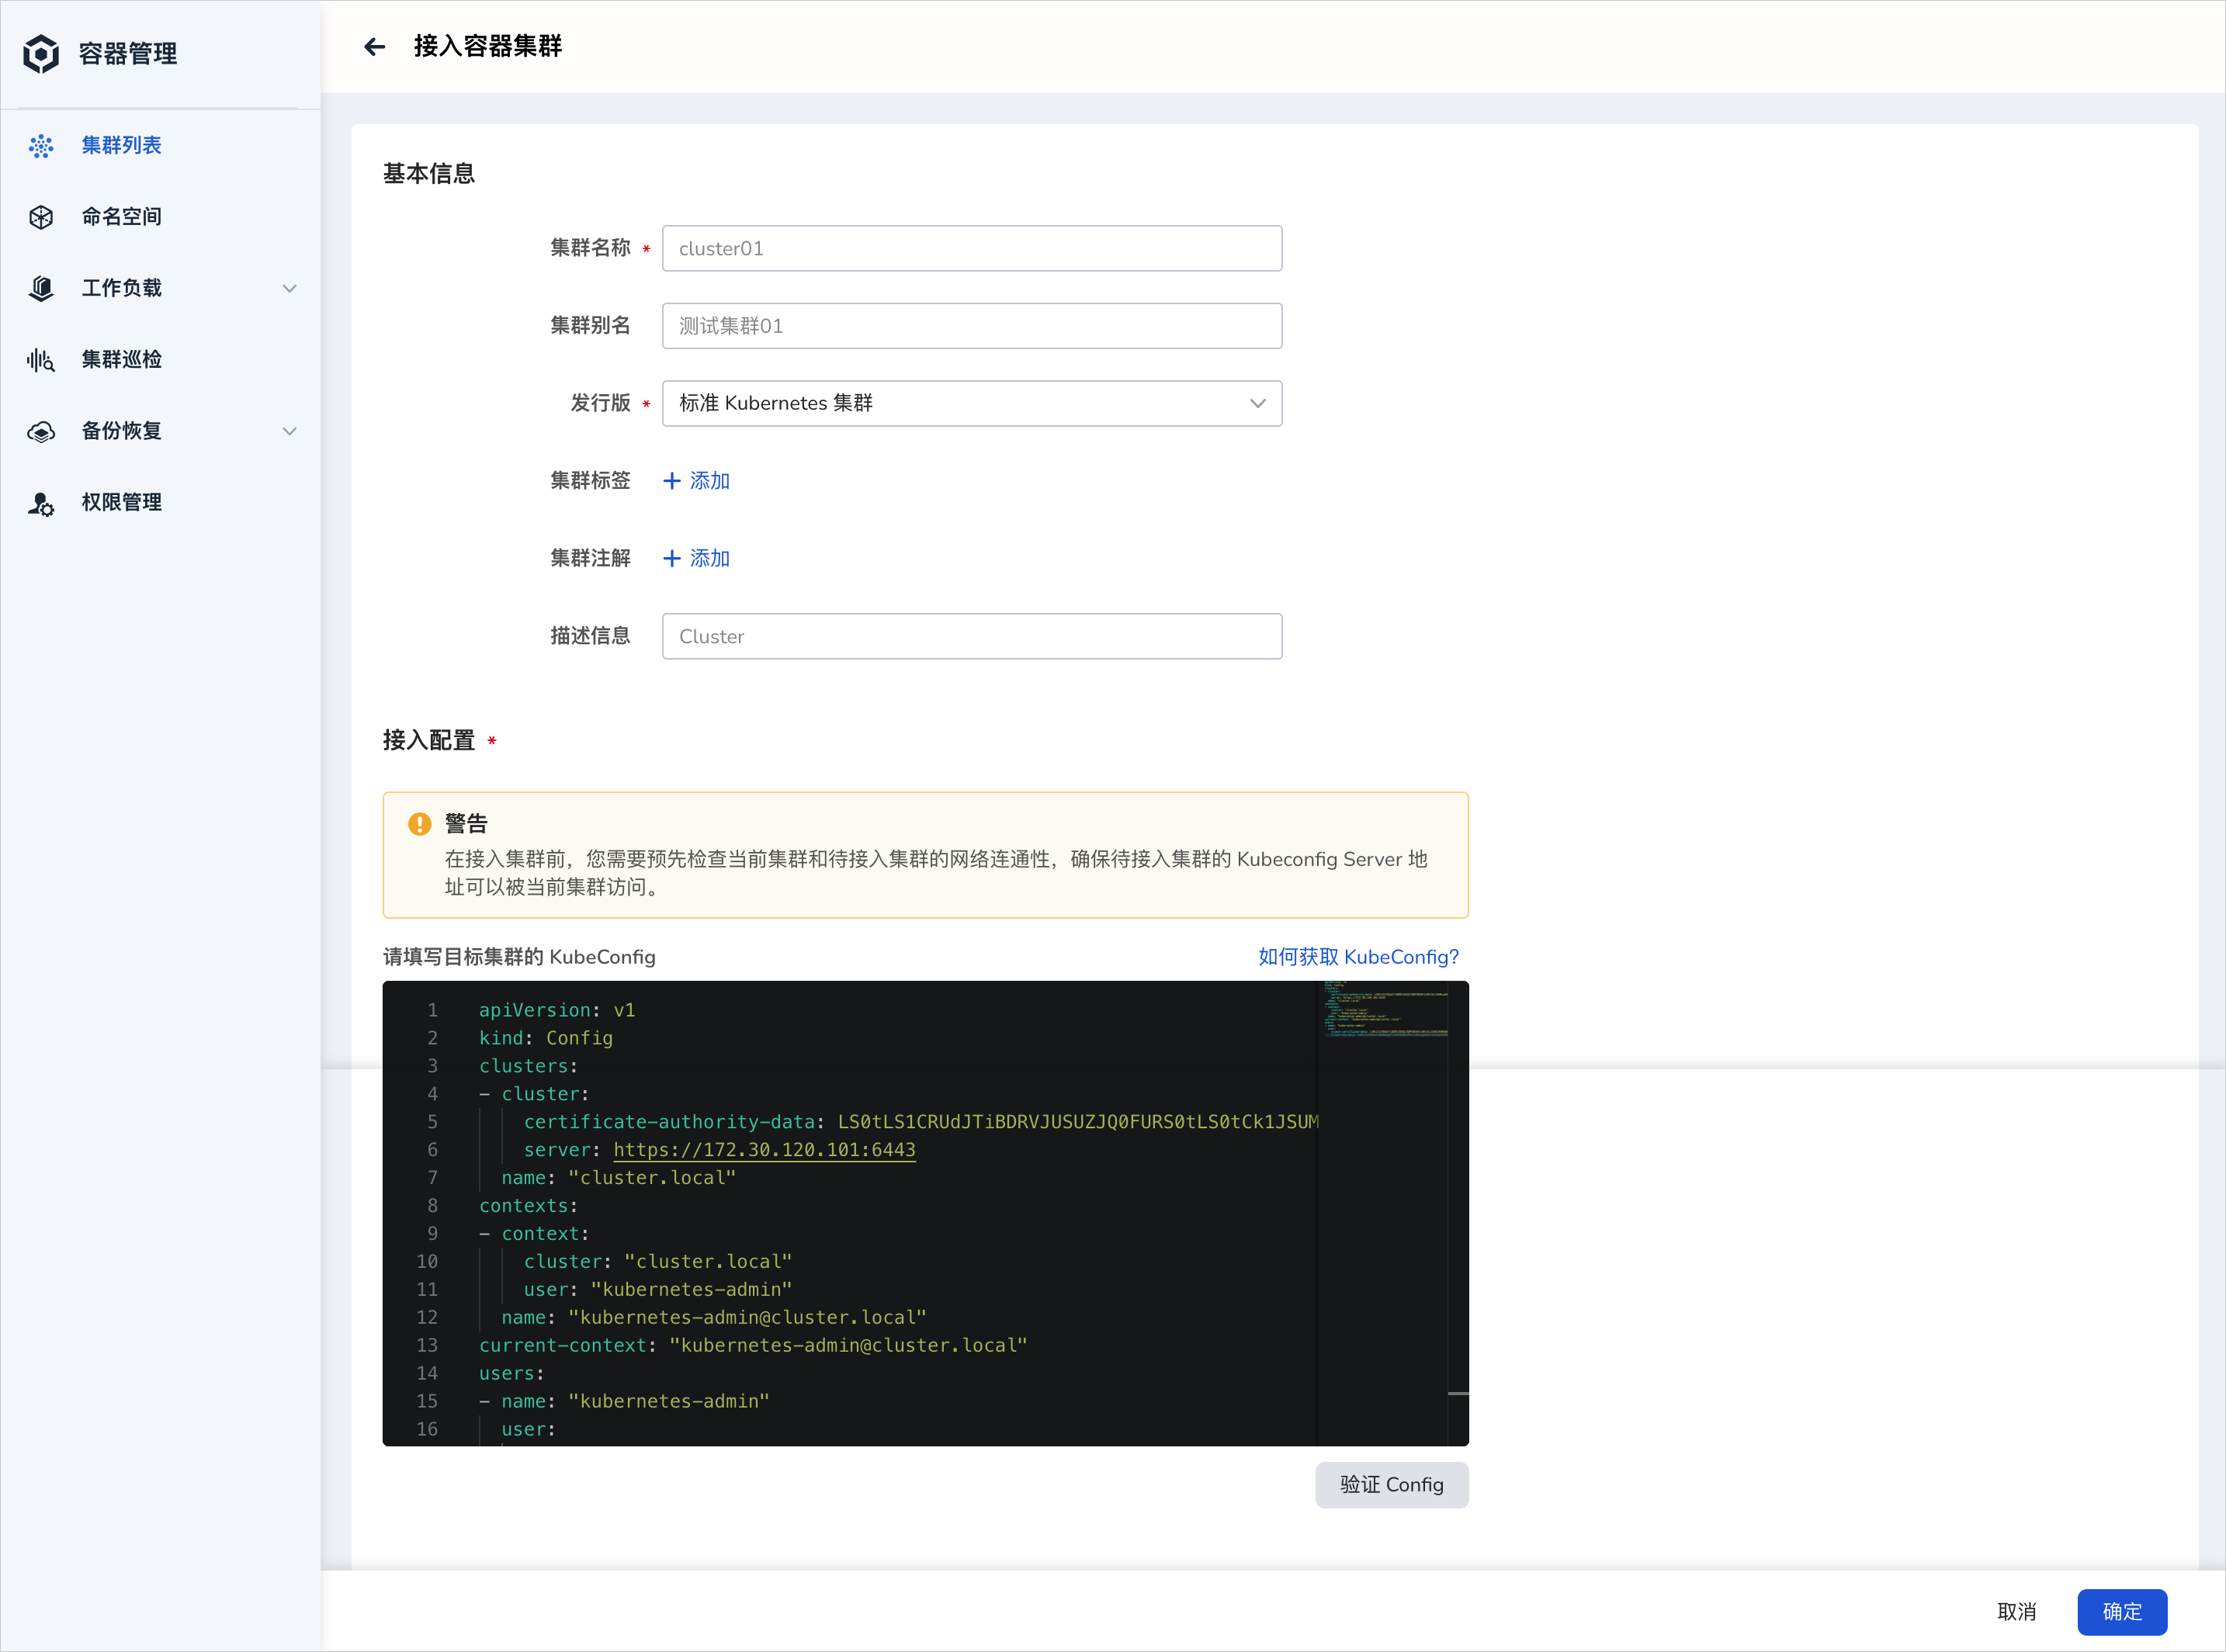 容器管理
集群列表
命名空间
工作负载
集群巡检
备份恢复
权限管理
接入容器集群
基本信息
集群名称 *
cluster01
集群别名
测试集群01
发行版 *
标准 Kubernetes 集群
集群标签
添加
集群注解
添加
描述信息
Cluster
接入配置 *
警告
在接入集群前，您需要预先检查当前集群和待接入集群的网络连通性，确保待接入集群的 Kubeconfig Server 地
址可以被当前集群访问。
请填写目标集群的 KubeConfig
如何获取 KubeConfig?
1 apiVersion: v1
2 kind: Config
3 clusters:
4 - cluster:
5 certificate-authority-data: LS0tLS1CRUdJTiBDRVJUSUZJQ0FURS0tLS0tCk1JSUM
6 server: https://172.30.120.101:6443
7 name: "cluster.local"
8 contexts:
9 - context:
10 cluster: "cluster.local"
11 user: "kubernetes-admin"
12 name: "kubernetes-admin@cluster.local"
13 current-context: "kubernetes-admin@cluster.local"
14 users:
15 - name: "kubernetes-admin"
16 user:
验证 Config
取消
确定